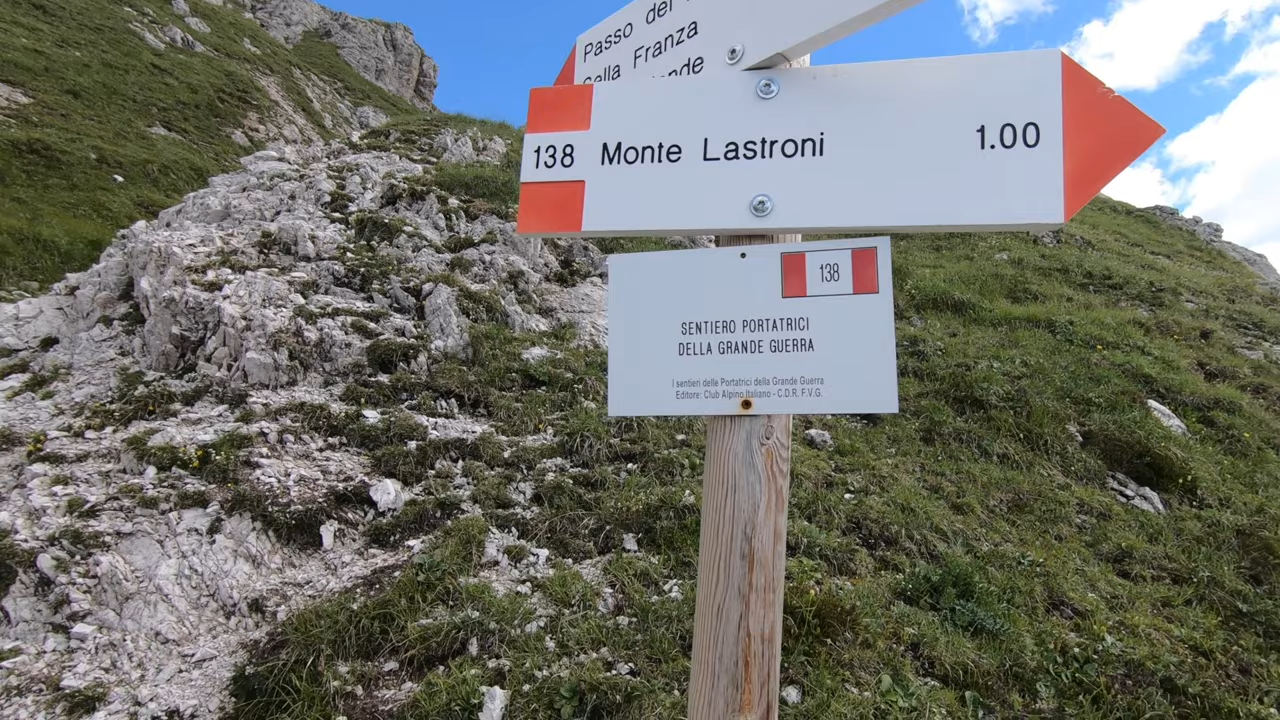 Passo del
della Franza
138 Monte Lastroni 1.00
138
SENTIERO PORTATRICI
DELLA GRANDE GUERRA
I sentieri delle Portatrici della Grande Guerra
Editore: Club Alpino Italiano - C.D.R. F.V.G.